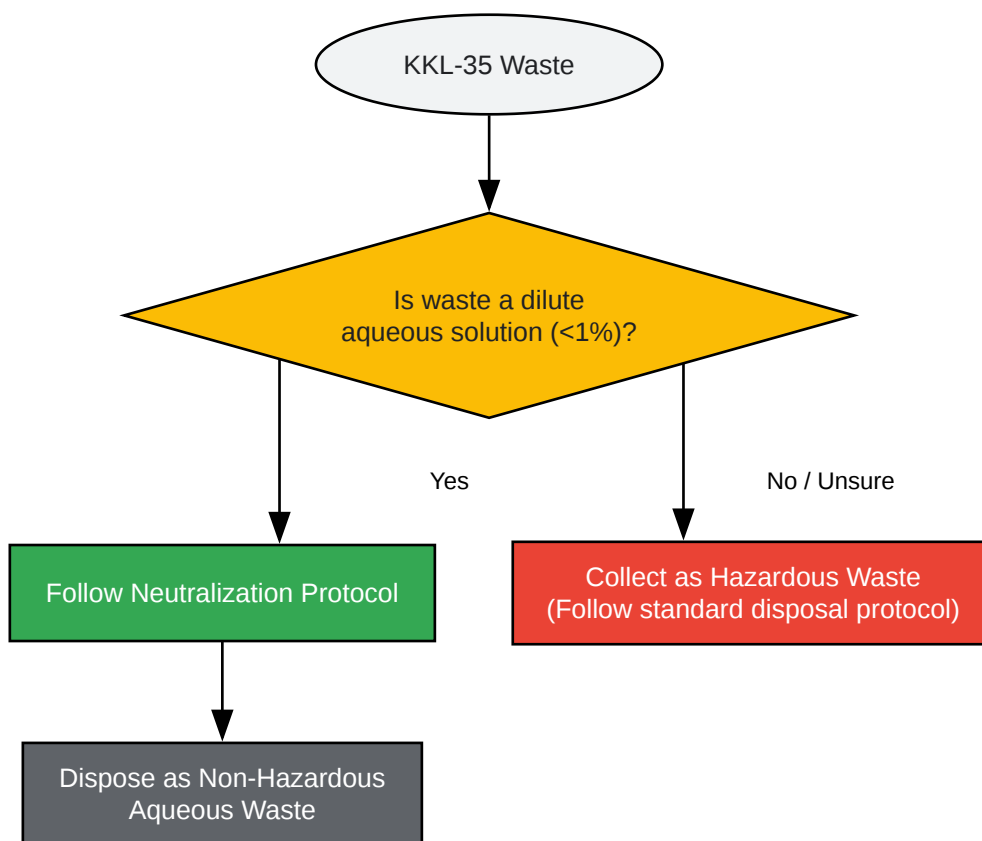 KKL-35 Waste
Is waste a dilute
aqueous solution (<1%)?
Yes
No / Unsure
Follow Neutralization Protocol
Collect as Hazardous Waste
(Follow standard disposal protocol)
Dispose as Non-Hazardous
Aqueous Waste